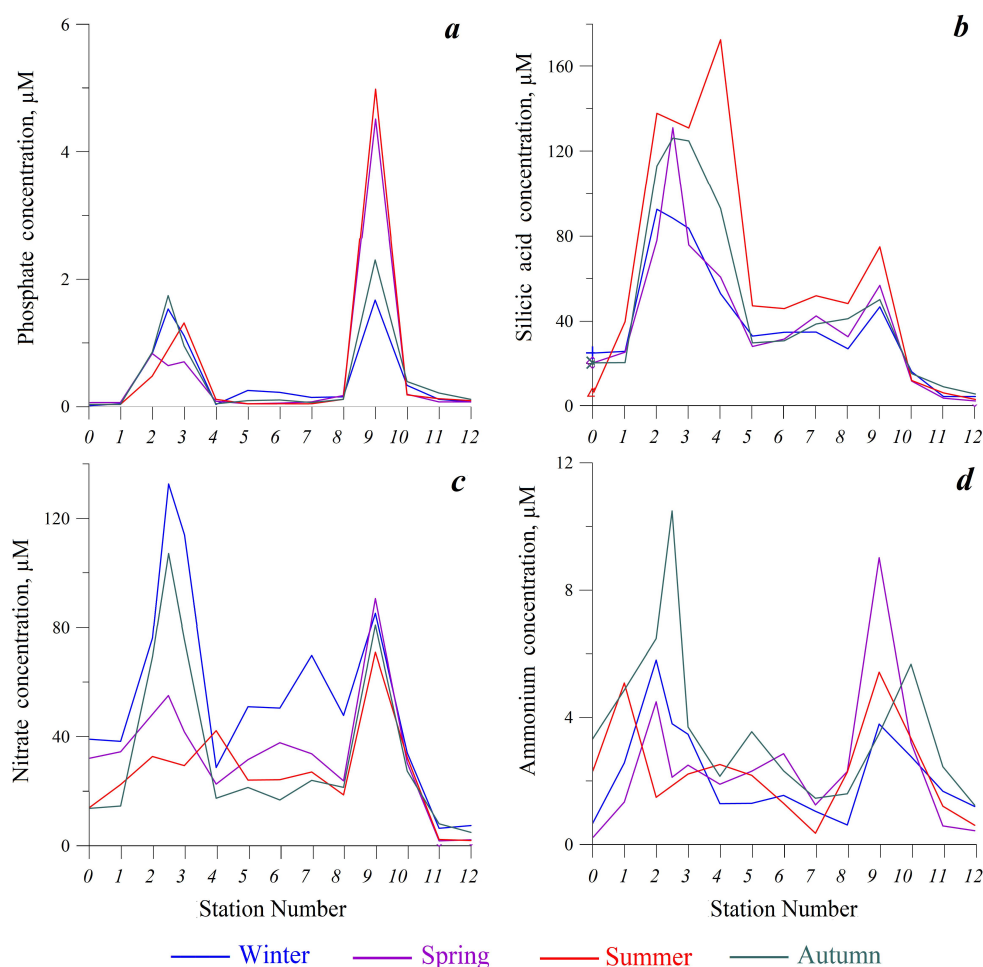 a
Phosphate concentration, μM
6
4
2
0
0 1 2 3 4 5 6 7 8 9 10 11 12
b
Silicic acid concentration, μM
160
120
80
40
0
0 1 2 3 4 5 6 7 8 9 10 11 12
c
Nitrate concentration, μM
120
80
40
0
0 1 2 3 4 5 6 7 8 9 10 11 12
Station Number
d
Ammonium concentration, μM
12
8
4
0
0 1 2 3 4 5 6 7 8 9 10 11 12
Station Number
Winter Spring Summer Autumn